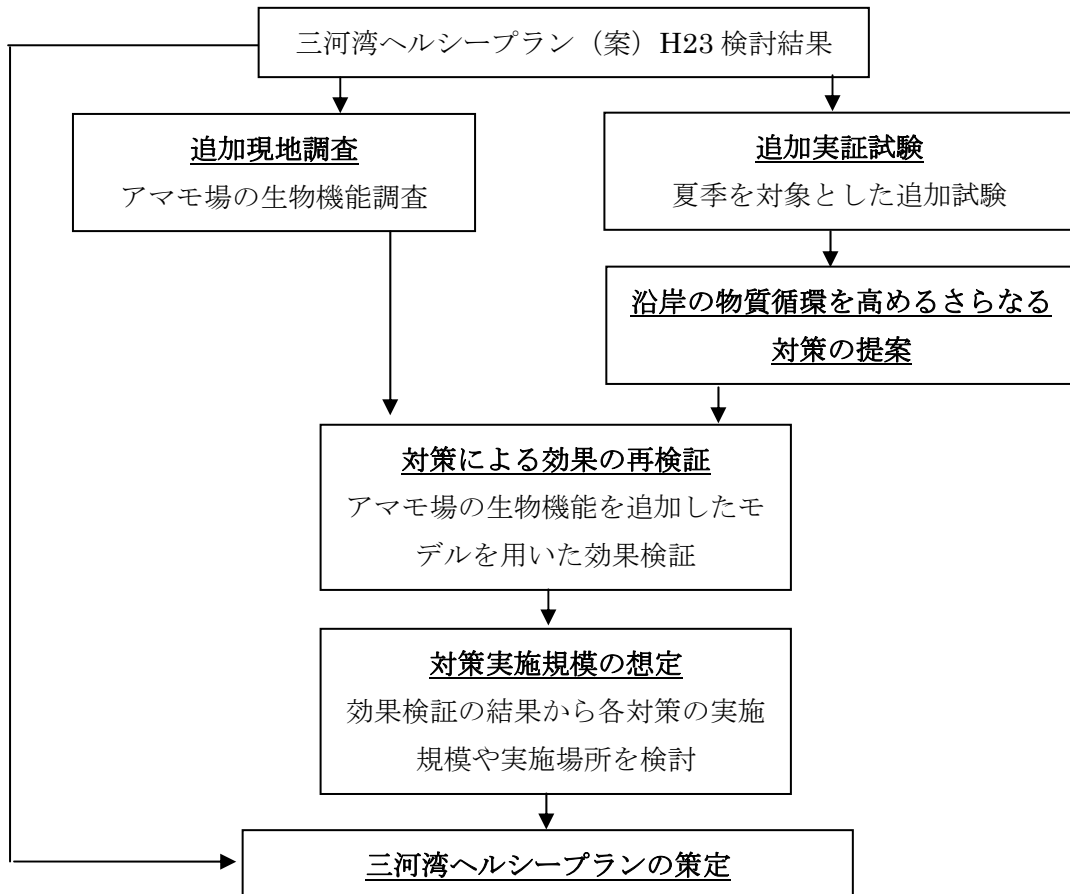 三河湾ヘルシープラン（案）H23 検討結果
追加現地調査
アマモ場の生物機能調査
追加実証試験
夏季を対象とした追加試験
沿岸の物質循環を高めるさらなる
対策の提案
対策による効果の再検証
アマモ場の生物機能を追加したモ
デルを用いた効果検証
対策実施規模の想定
効果検証の結果から各対策の実施
規模や実施場所を検討
三河湾ヘルシープランの策定